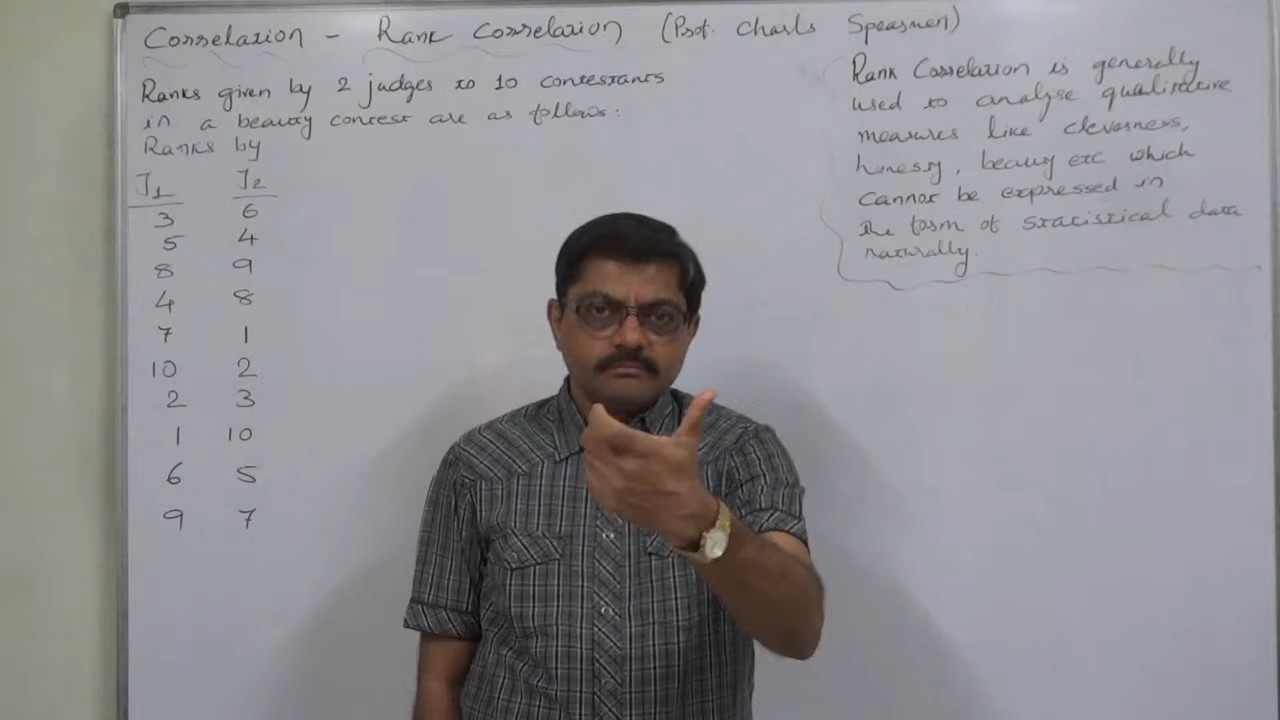 Correlation - Rank Correlation (Prof. Charls Spearmen)
Ranks given by 2 judges to 10 contestants
in a beauty contest are as follows:
Ranks by
J1 J2
3 6
5 4
8 9
4 8
7 1
10 2
2 3
1 10
6 5
9 7
Rank Correlation is generally
used to analyse qualitative
measures like cleverness,
honesty, beauty etc which
cannot be expressed in
the form of statistical data
naturally.